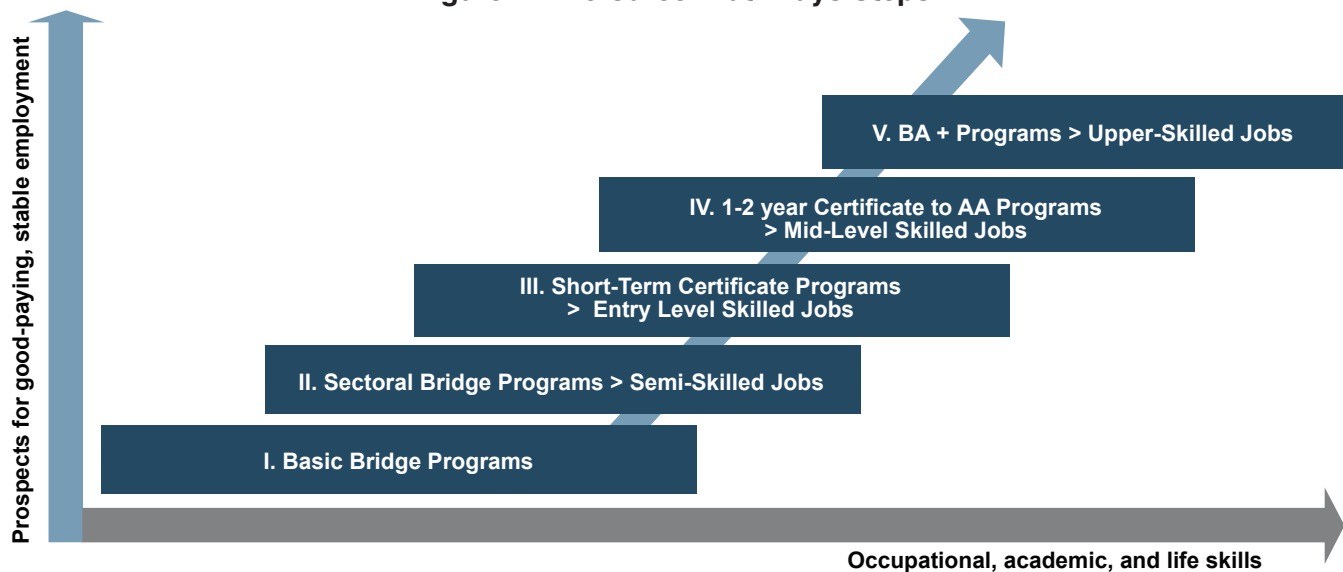 Prospects for good-paying, stable employment
V. BA + Programs > Upper-Skilled Jobs
IV. 1-2 year Certificate to AA Programs
> Mid-Level Skilled Jobs
III. Short-Term Certificate Programs
> Entry Level Skilled Jobs
II. Sectoral Bridge Programs > Semi-Skilled Jobs
I. Basic Bridge Programs
Occupational, academic, and life skills